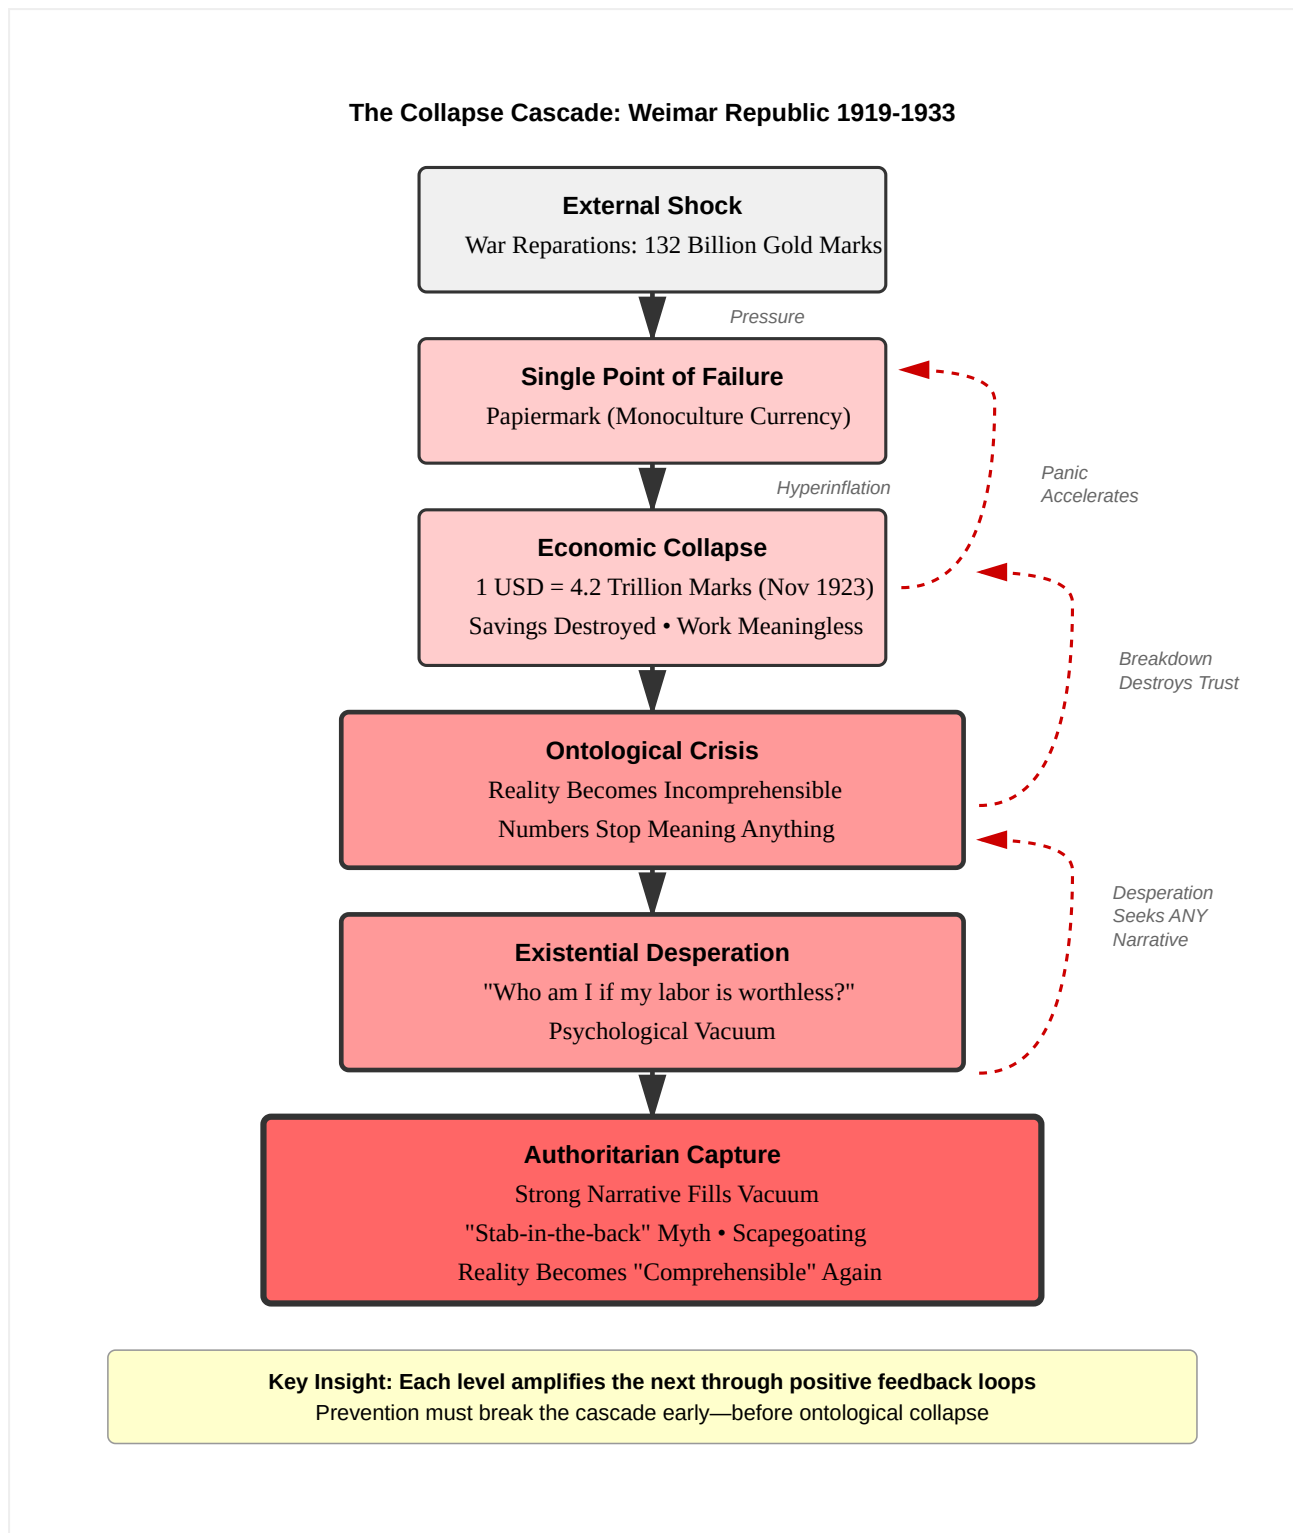 The Collapse Cascade: Weimar Republic 1919-1933
External Shock
War Reparations: 132 Billion Gold Marks
Pressure
Single Point of Failure
Papiermark (Monoculture Currency)
Panic
Accelerates
Hyperinflation
Economic Collapse
1 USD = 4.2 Trillion Marks (Nov 1923)
Savings Destroyed • Work Meaningless
Breakdown
Destroys Trust
Ontological Crisis
Reality Becomes Incomprehensible
Numbers Stop Meaning Anything
Desperation
Seeks ANY
Narrative
Existential Desperation
"Who am I if my labor is worthless?"
Psychological Vacuum
Authoritarian Capture
Strong Narrative Fills Vacuum
"Stab-in-the-back" Myth • Scapegoating
Reality Becomes "Comprehensible" Again
Key Insight: Each level amplifies the next through positive feedback loops
Prevention must break the cascade early—before ontological collapse